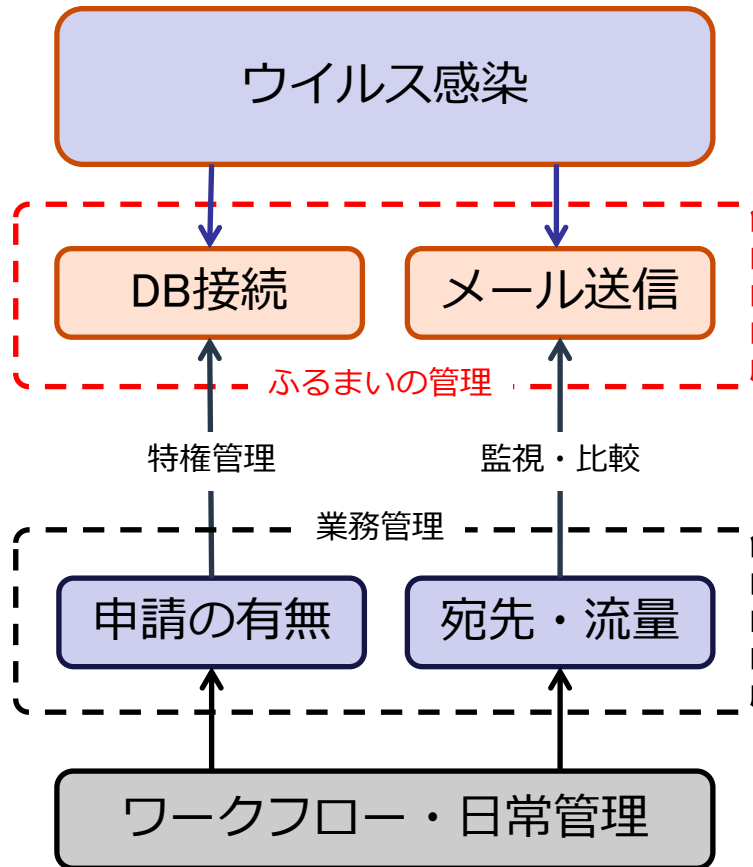 ウイルス感染
DB接続
メール送信
ふるまいの管理
特権管理
監視・比較
業務管理
申請の有無
宛先・流量
ワークフロー・日常管理